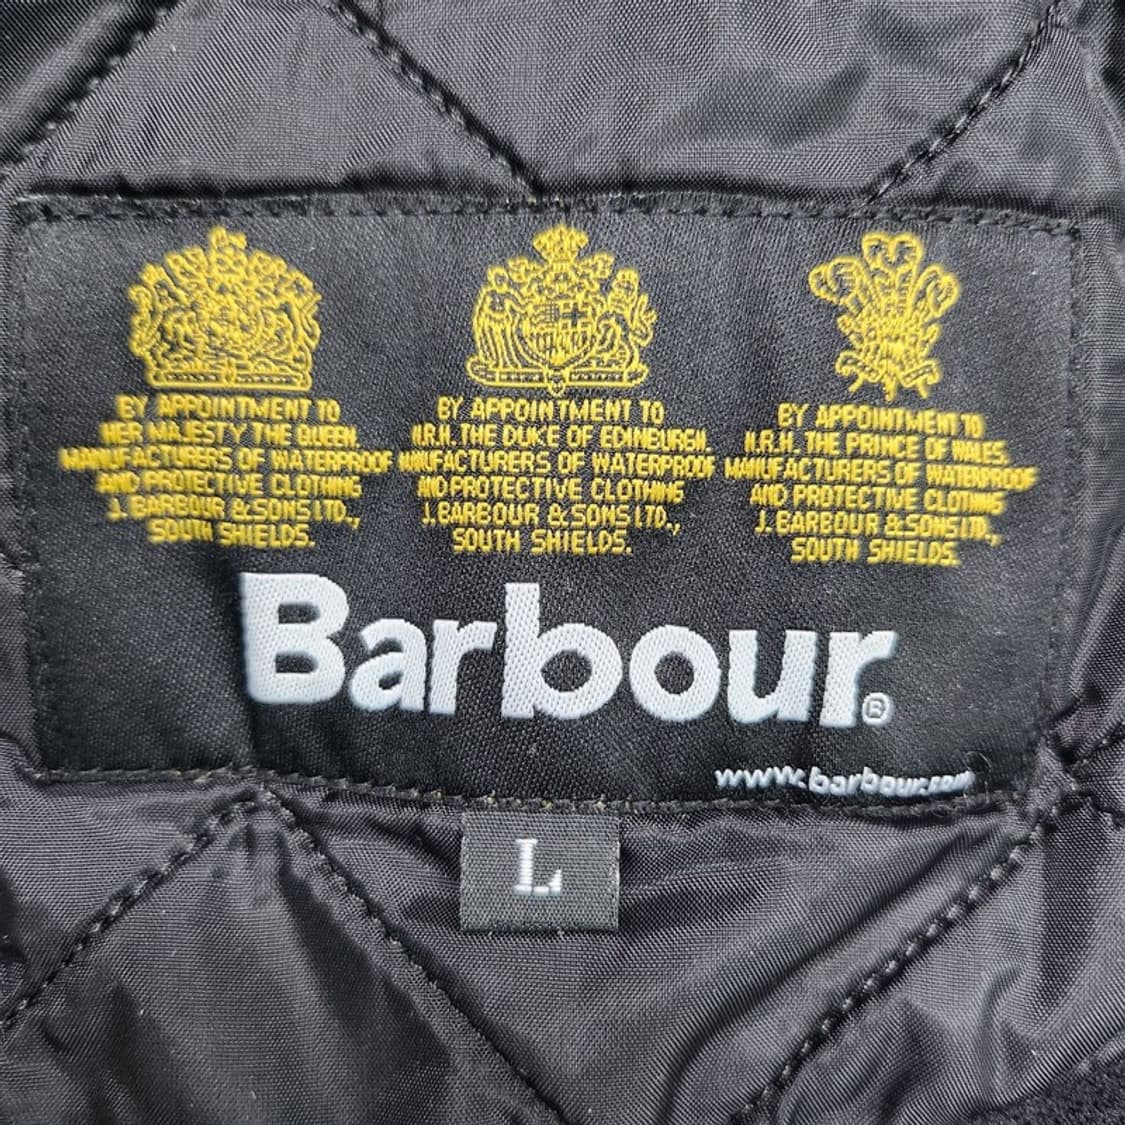 BY APPOINTMENT TO
HER MAJESTY THE QUEEN.
MANUFACTURERS OF WATERPROOF
AND PROTECTIVE CLOTHING
J. BARBOUR & SONS LTD.,
SOUTH SHIELDS.
BY APPOINTMENT TO
H.R.H. THE DUKE OF EDINBURGH
MANUFACTURERS OF WATERPROOF
AND PROTECTIVE CLOTHING
J. BARBOUR & SONS LTD.,
SOUTH SHIELDS.
BY APPOINTMENT TO
H.R.H. THE PRINCE OF WALES.
MANUFACTURERS OF WATERPROOF
AND PROTECTIVE CLOTHING
J. BARBOUR & SONS LTD.,
SOUTH SHIELDS.
Barbour®
www.barbour.com
L